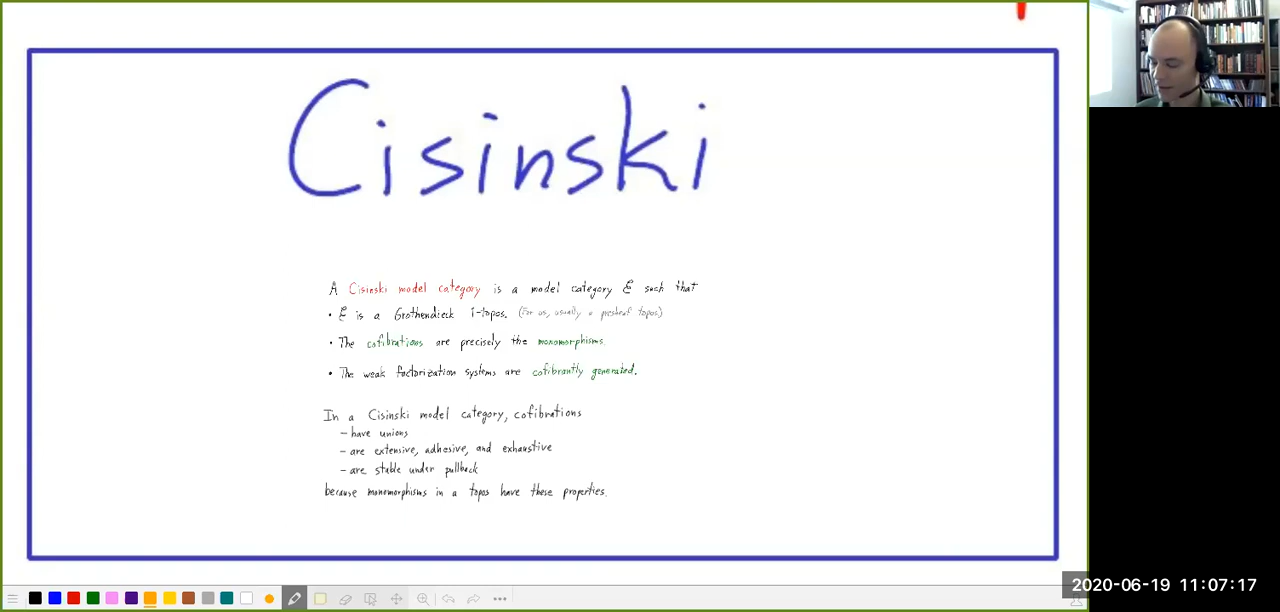 Cisinski
A Cisinski model category is a model category ℰ such that
• ℰ is a Grothendieck 1-topos. (For us, usually a presheaf topos)
• The cofibrations are precisely the monomorphisms.
• The weak factorization systems are cofibrantly generated.
In a Cisinski model category, cofibrations
– have unions
– are extensive, adhesive, and exhaustive
– are stable under pullback
because monomorphisms in a topos have these properties.
2020-06-19 11:07:17